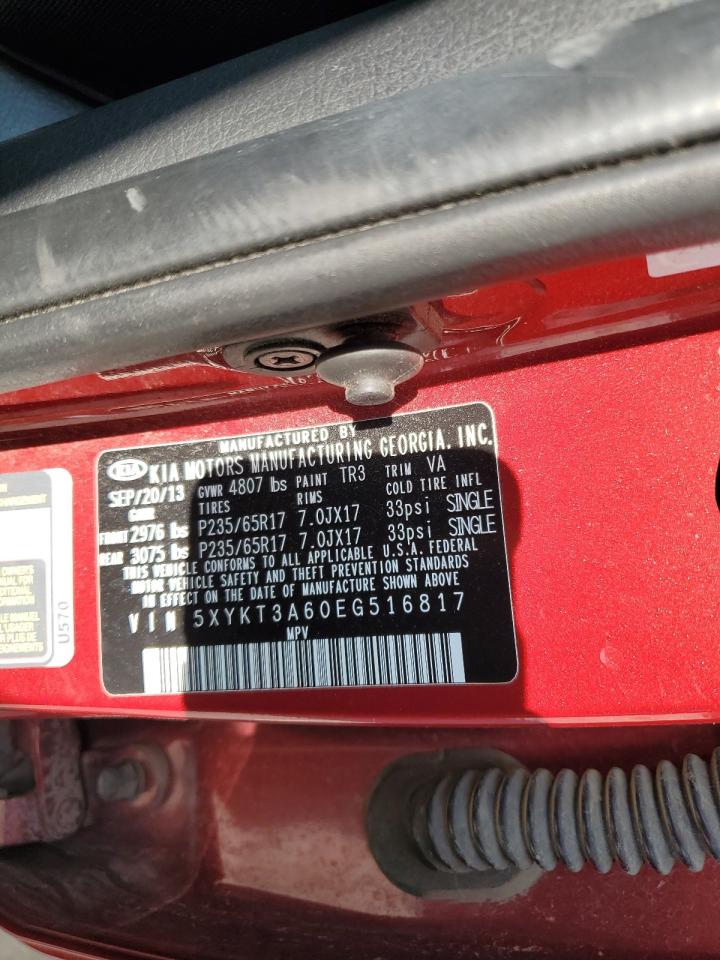 MANUFACTURED BY
KIA KIA MOTORS MANUFACTURING GEORGIA, INC.
SEP/20/13 GVWR 4807 lbs PAINT TR3 TRIM VA
GAWR TIRES RIMS COLD TIRE INFL
FRONT 2976 lbs P235/65R17 7.0JX17 33psi SINGLE
REAR 3075 lbs P235/65R17 7.0JX17 33psi SINGLE
THIS VEHICLE CONFORMS TO ALL APPLICABLE U.S.A. FEDERAL
MOTOR VEHICLE SAFETY AND THEFT PREVENTION STANDARDS
IN EFFECT ON THE DATE OF MANUFACTURE SHOWN ABOVE
VIN 5XYKT3A60EG516817
MPV
U570